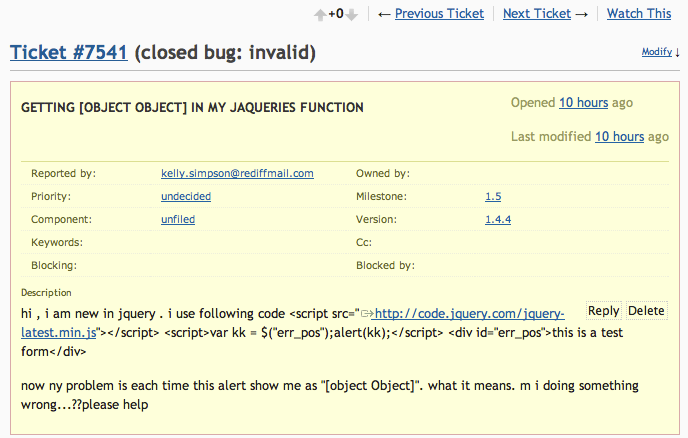 +0 ← Previous Ticket Next Ticket → Watch This
Ticket #7541 (closed bug: invalid) Modify ↓
GETTING [OBJECT OBJECT] IN MY JAQUERIES FUNCTION
Opened 10 hours ago
Last modified 10 hours ago
Reported by: kelly.simpson@rediffmail.com Owned by:
Priority: undecided Milestone: 1.5
Component: unfiled Version: 1.4.4
Keywords: Cc:
Blocking: Blocked by:
Description
Reply Delete
hi , i am new in jquery . i use following code <script src="http://code.jquery.com/jquery-
latest.min.js"></script> <script>var kk = $("err_pos");alert(kk);</script> <div id="err_pos">this is a test
form</div>
now ny problem is each time this alert show me as "[object Object]". what it means. m i doing something
wrong...??please help